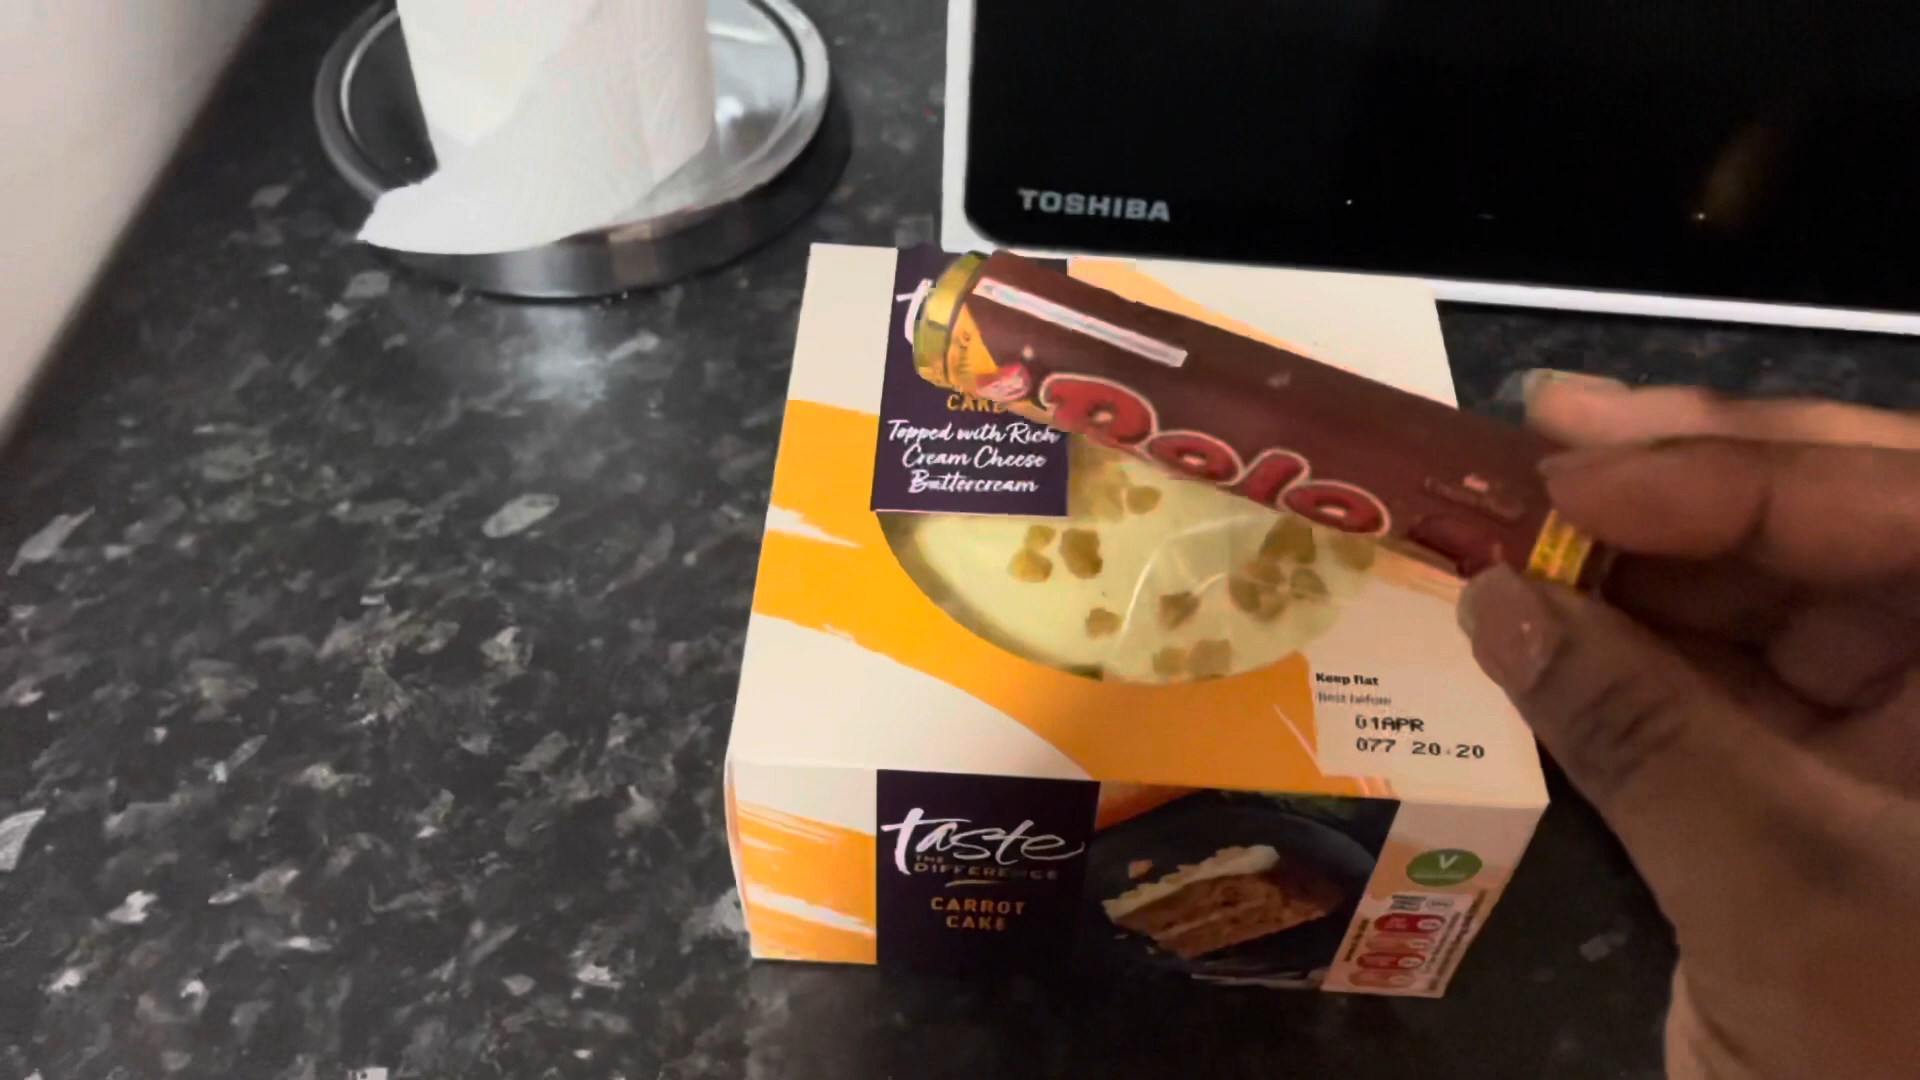 TOSHIBA
t
Rolo
CAKE
Topped with Rich
Cream Cheese
Buttercream
Keep flat
Best before
01APR
077 20:20
taste
THE
DIFFERENCE
CARROT
CAKE
V